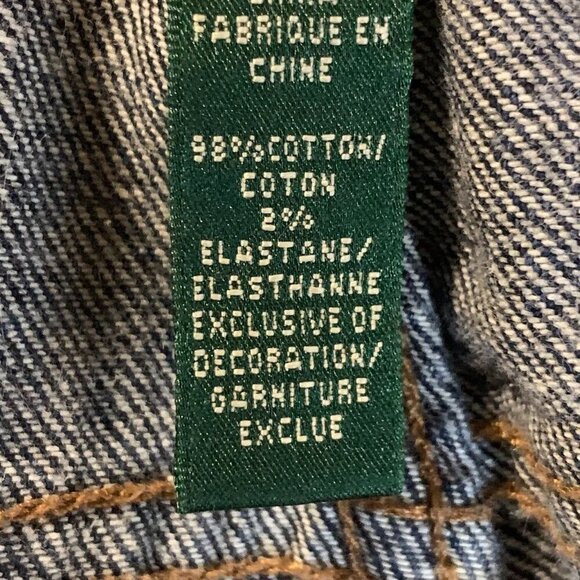 FABRIQUE EN
CHINE
98%COTTON/
COTON
2%
ELASTANE/
ELASTHANNE
EXCLUSIVE OF
DECORATION/
GARNITURE
EXCLUE